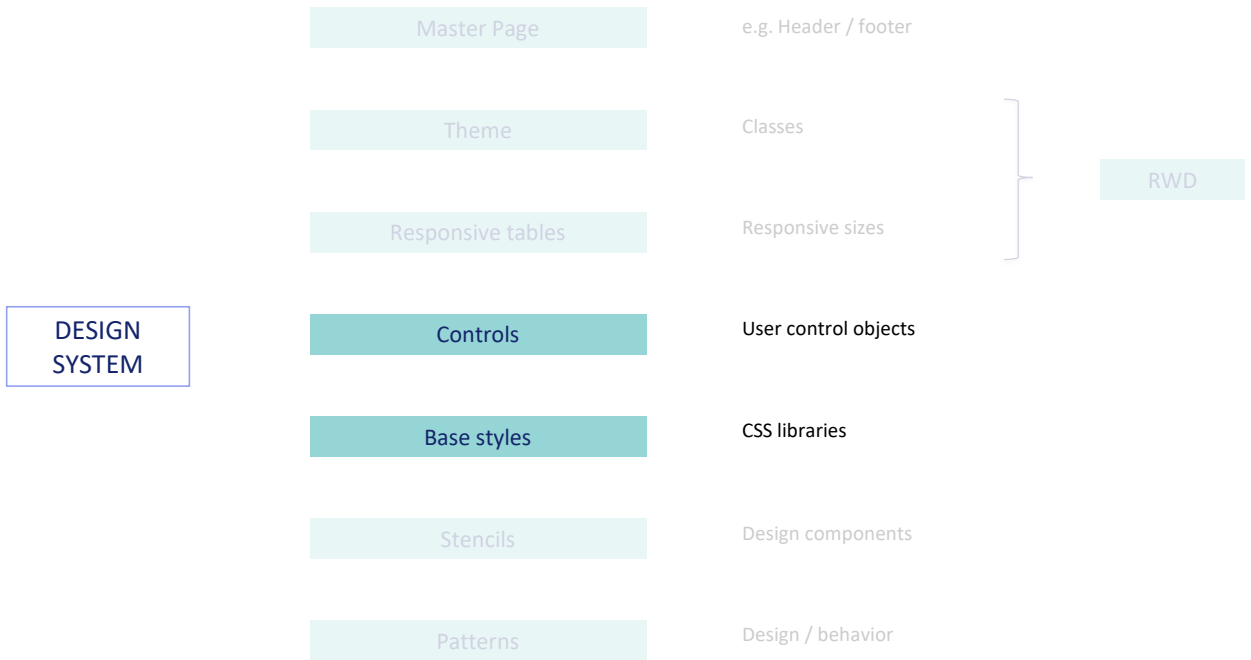 Master Page
e.g. Header / footer
Theme
Classes
RWD
Responsive tables
Responsive sizes
DESIGN
SYSTEM
Controls
User control objects
Base styles
CSS libraries
Stencils
Design components
Patterns
Design / behavior